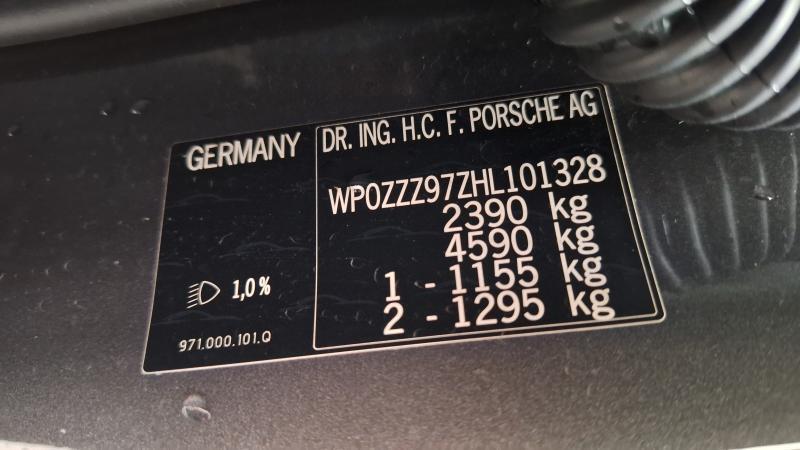 GERMANY
DR. ING. H.C. F. PORSCHE AG
WP0ZZZ97ZHL101328
2390 kg
4590 kg
1 - 1155 kg
2 - 1295 kg
1,0%
971.000.101.Q